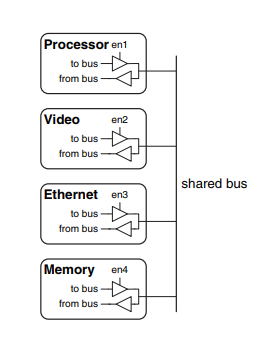 Processor en1
to bus
from bus
Video en2
to bus
from bus
shared bus
Ethernet en3
to bus
from bus
Memory en4
to bus
from bus